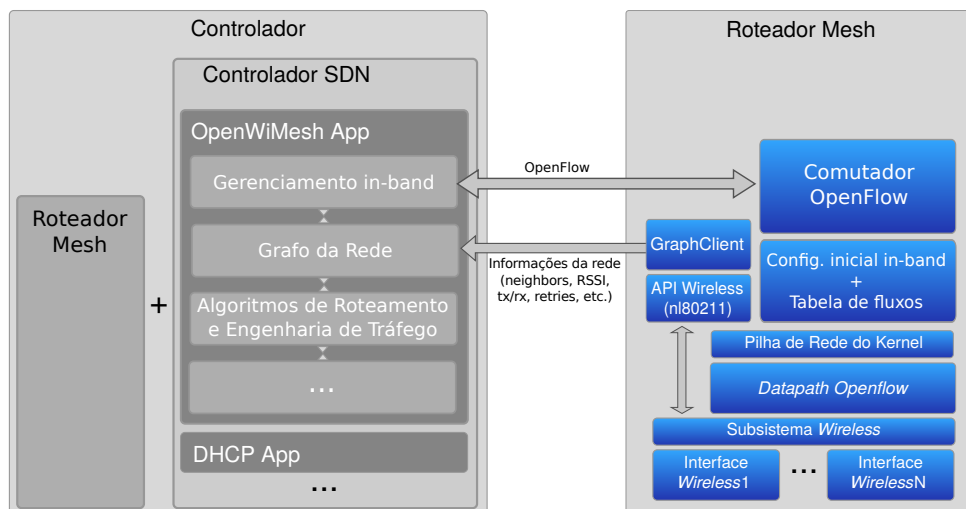 Controlador
Roteador
Mesh
+
Controlador SDN
OpenWiMesh App
Gerenciamento in-band
Grafo da Rede
Algoritmos de Roteamento
e Engenharia de Tráfego
...
DHCP App
...
OpenFlow
Informações da rede
(neighbors, RSSI,
tx/rx, retries, etc.)
Roteador Mesh
Comutador
OpenFlow
GraphClient
Config. inicial in-band
+
Tabela de fluxos
API Wireless
(nl80211)
Pilha de Rede do Kernel
Datapath Openflow
Subsistema Wireless
Interface
Wireless1
...
Interface
WirelessN